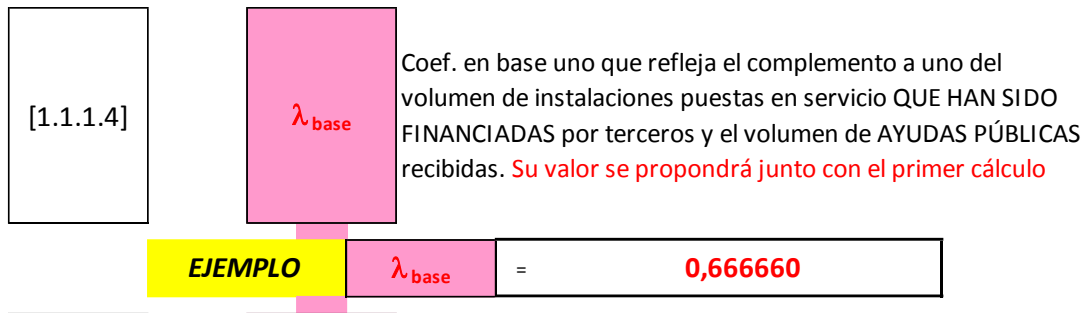 [1.1.1.4]
λ base
Coef. en base uno que refleja el complemento a uno del
volumen de instalaciones puestas en servicio QUE HAN SIDO
FINANCIADAS por terceros y el volumen de AYUDAS PÚBLICAS
recibidas. Su valor se propondrá junto con el primer cálculo
EJEMPLO λ base = 0,666660